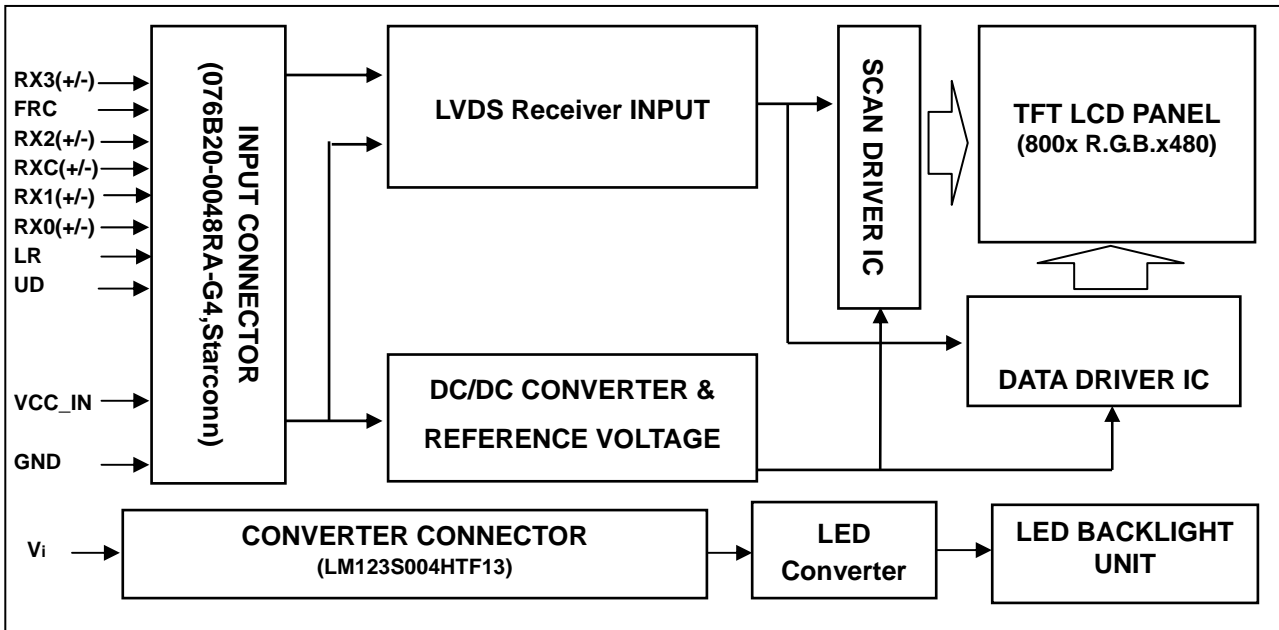 RX3(+/-)
FRC
RX2(+/-)
RXC(+/-)
RX1(+/-)
RX0(+/-)
LR
UD
VCC_IN
GND
INPUT CONNECTOR
(076B20-0048RA-G4,Starconn)
LVDS Receiver INPUT
SCAN DRIVER IC
TFT LCD PANEL
(800x R.G.B.x480)
DC/DC CONVERTER &
REFERENCE VOLTAGE
DATA DRIVER IC
Vi
CONVERTER CONNECTOR
(LM123S004HTF13)
LED
Converter
LED BACKLIGHT
UNIT